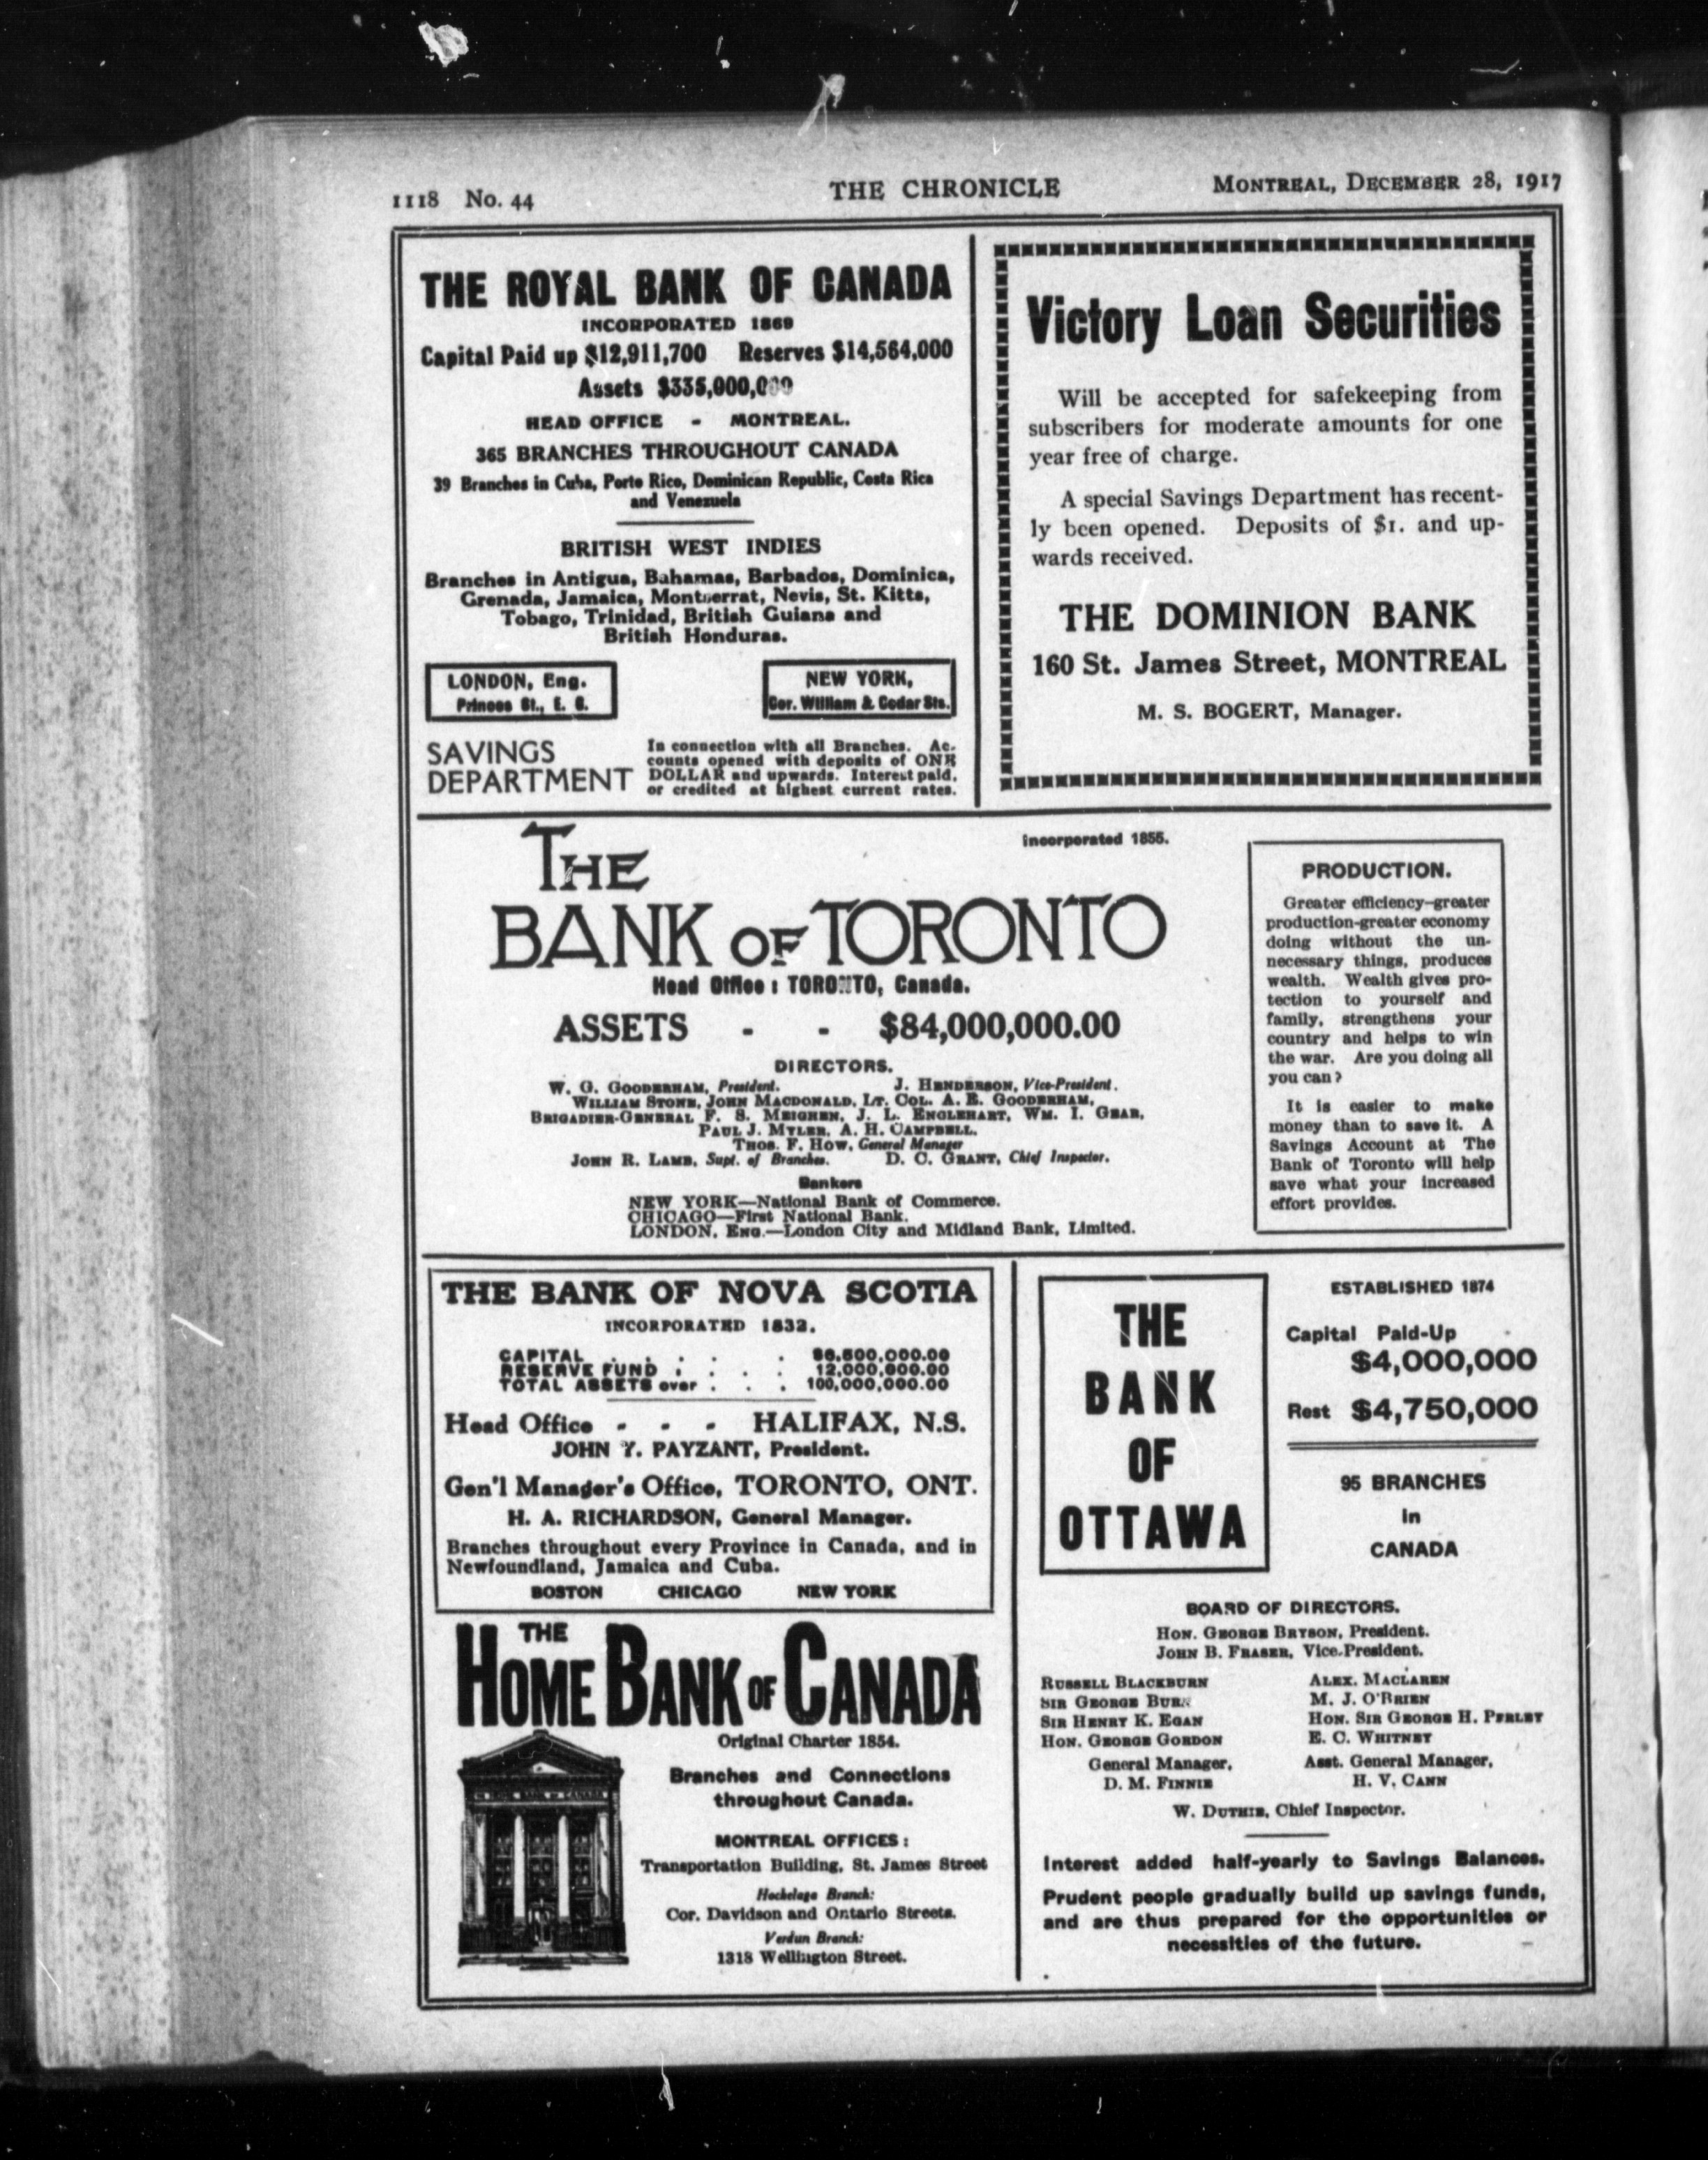 1118 No. 44
THE CHRONICLE
MONTREAL, DECEMBER 28, 1917
THE ROYAL BANK OF CANADA
INCORPORATED 1869
Capital Paid up $12,911,700 Reserves $14,564,000
Assets $335,000,000
HEAD OFFICE - MONTREAL.
365 BRANCHES THROUGHOUT CANADA
39 Branches in Cuba, Porto Rico, Dominican Republic, Costa Rica
and Venezuela
BRITISH WEST INDIES
Branches in Antigua, Bahamas, Barbados, Dominica,
Grenada, Jamaica, Montserrat, Nevis, St. Kitts,
Tobago, Trinidad, British Guiana and
British Honduras.
LONDON, Eng.
Princes St., E. C.
NEW YORK,
Cor. William & Cedar Sts.
SAVINGS
DEPARTMENT
In connection with all Branches. Ac-
counts opened with deposits of ONE
DOLLAR and upwards. Interest paid,
or credited at highest current rates.
Victory Loan Securities
Will be accepted for safekeeping from
subscribers for moderate amounts for one
year free of charge.
A special Savings Department has recent-
ly been opened. Deposits of $1. and up-
wards received.
THE DOMINION BANK
160 St. James Street, MONTREAL
M. S. BOGERT, Manager.
THE
BANK OF TORONTO
Incorporated 1855.
Head Office: TORONTO, Canada.
ASSETS - - $84,000,000.00
DIRECTORS.
W. G. GOODERHAM, President. J. HENDERSON, Vice-President.
WILLIAM STONE, JOHN MACDONALD, LT. COL. A. E. GOODERHAM,
BRIGADIER-GENERAL F. S. MEIGHEN, J. L. ENGLEHART, WM. I. GEAR,
PAUL J. MYLER, A. H. CAMPBELL.
THOS. F. HOW, General Manager
JOHN R. LAMB, Supt. of Branches. D. C. GRANT, Chief Inspector.
Bankers
NEW YORK—National Bank of Commerce.
CHICAGO—First National Bank.
LONDON, ENG.—London City and Midland Bank, Limited.
PRODUCTION.
Greater efficiency-greater
production-greater economy
doing without the un-
necessary things, produces
wealth. Wealth gives pro-
tection to yourself and
family, strengthens your
country and helps to win
the war. Are you doing all
you can?
It is easier to make
money than to save it. A
Savings Account at The
Bank of Toronto will help
save what your increased
effort provides.
THE BANK OF NOVA SCOTIA
INCORPORATED 1832.
CAPITAL . . . . . $6,500,000.00
RESERVE FUND . . . . 12,000,000.00
TOTAL ASSETS over . . . 100,000,000.00
Head Office - - - HALIFAX, N.S.
JOHN Y. PAYZANT, President.
Gen'l Manager's Office, TORONTO, ONT.
H. A. RICHARDSON, General Manager.
Branches throughout every Province in Canada, and in
Newfoundland, Jamaica and Cuba.
BOSTON CHICAGO NEW YORK
THE
HOME BANK OF CANADA
Original Charter 1854.
Branches and Connections
throughout Canada.
MONTREAL OFFICES:
Transportation Building, St. James Street
Hochelaga Branch:
Cor. Davidson and Ontario Streets.
Verdun Branch:
1318 Wellington Street.
THE
BANK
OF
OTTAWA
ESTABLISHED 1874
Capital Paid-Up
$4,000,000
Rest $4,750,000
95 BRANCHES
in
CANADA
BOARD OF DIRECTORS.
HON. GEORGE BRYSON, President.
JOHN B. FRASER, Vice-President.
RUSSELL BLACKBURN ALEX. MACLAREN
SIR GEORGE BURN M. J. O'BRIEN
SIR HENRY K. EGAN HON. SIR GEORGE H. PERLEY
HON. GEORGE GORDON E. C. WHITNEY
General Manager, Asst. General Manager,
D. M. FINNIE H. V. CANN
W. DUTHIE, Chief Inspector.
Interest added half-yearly to Savings Balances.
Prudent people gradually build up savings funds,
and are thus prepared for the opportunities or
necessities of the future.